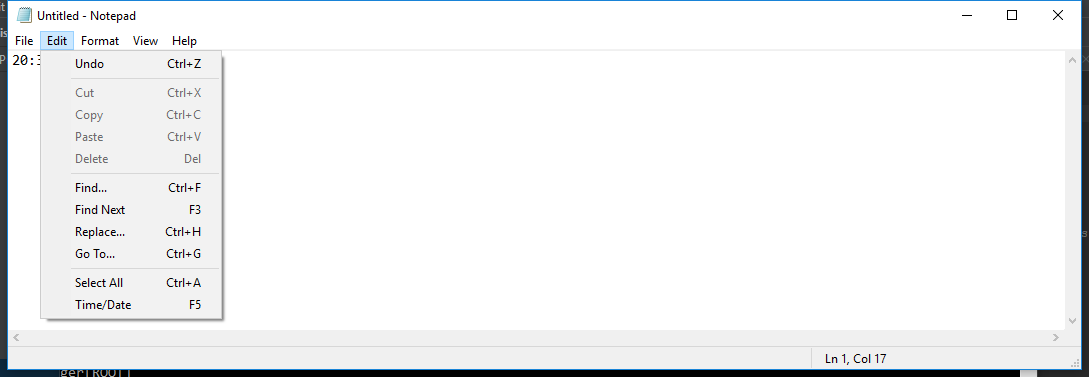 Untitled - Notepad
File Edit Format View Help
20:3
Undo Ctrl+Z
Cut Ctrl+X
Copy Ctrl+C
Paste Ctrl+V
Delete Del
Find... Ctrl+F
Find Next F3
Replace... Ctrl+H
Go To... Ctrl+G
Select All Ctrl+A
Time/Date F5
Ln 1, Col 17